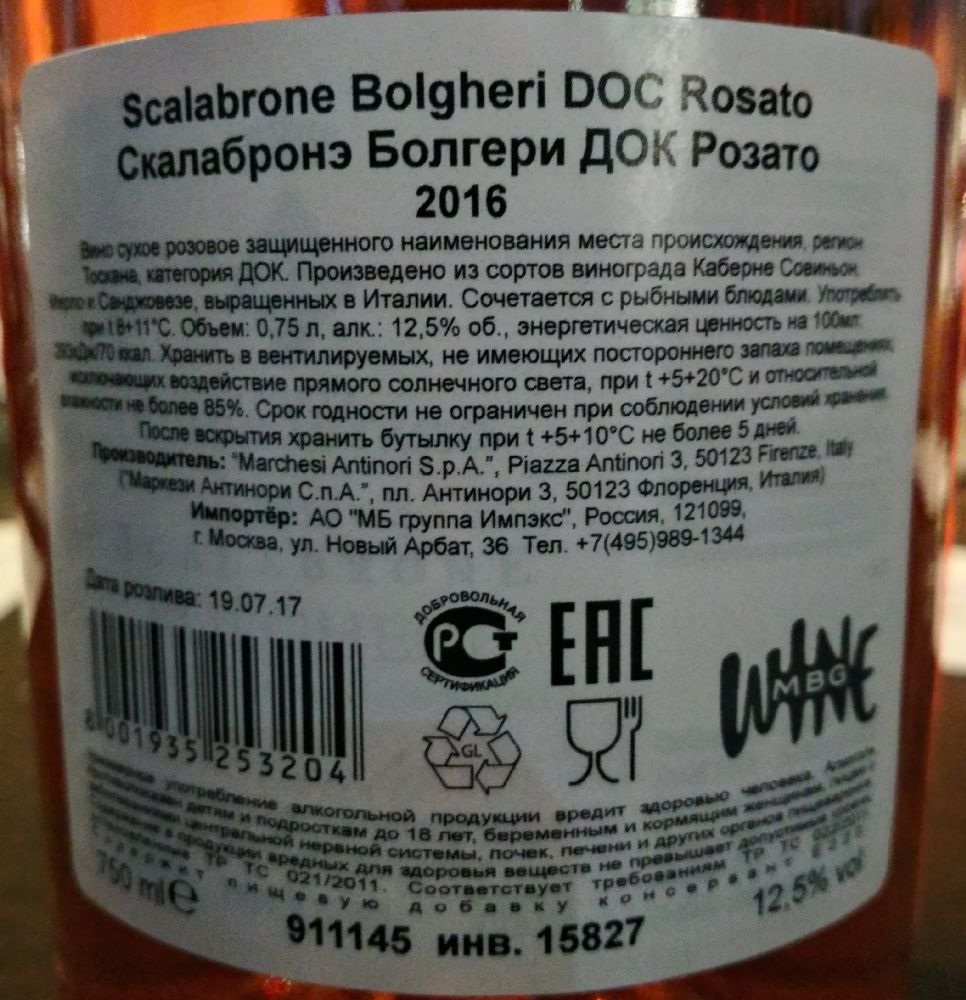 Scalabrone Bolgheri DOC Rosato
Скалабронэ Болгери ДОК Розато
2016
Вино сухое розовое защищенного наименования места происхождения, регион
Тоскана, категория ДОК. Произведено из сортов винограда Каберне Совиньон,
Мерло и Санджовезе, выращенных в Италии. Сочетается с рыбными блюдами. Употреблять
при t 8+11°С. Объем: 0,75 л, алк.: 12,5% об., энергетическая ценность на 100мл:
ккал. Хранить в вентилируемых, не имеющих постороннего запаха помещениях,
исключающих воздействие прямого солнечного света, при t +5+20°С и относительной
влажности не более 85%. Срок годности не ограничен при соблюдении условий хранения.
После вскрытия хранить бутылку при t +5+10°С не более 5 дней.
Производитель: "Marchesi Antinori S.p.A.", Piazza Antinori 3, 50123 Firenze, Italy
("Маркези Антинори С.п.А.", пл. Антинори 3, 50123 Флоренция, Италия)
Импортёр: АО "МБ группа Импэкс", Россия, 121099,
г. Москва, ул. Новый Арбат, 36 Тел. +7(495)989-1344
Дата розлива: 19.07.17
ДОБРОВОЛЬНАЯ
РСТ
СЕРТИФИКАЦИЯ
EAC
WINE
MBG
GL
8 001935 253204
употребление алкогольной продукции вредит здоровью человека. Алкоголь
детям и подросткам до 18 лет, беременным и кормящим женщинам, лицам с
центральной нервной системы, почек, печени и других органов пищеварения.
в продукции вредных для здоровья веществ не превышает допустимые
ТР ТС 021/2011. Соответствует требованиям ТР ТС
пищевую добавку консервант
750 ml e
12,5% vol
911145 инв. 15827